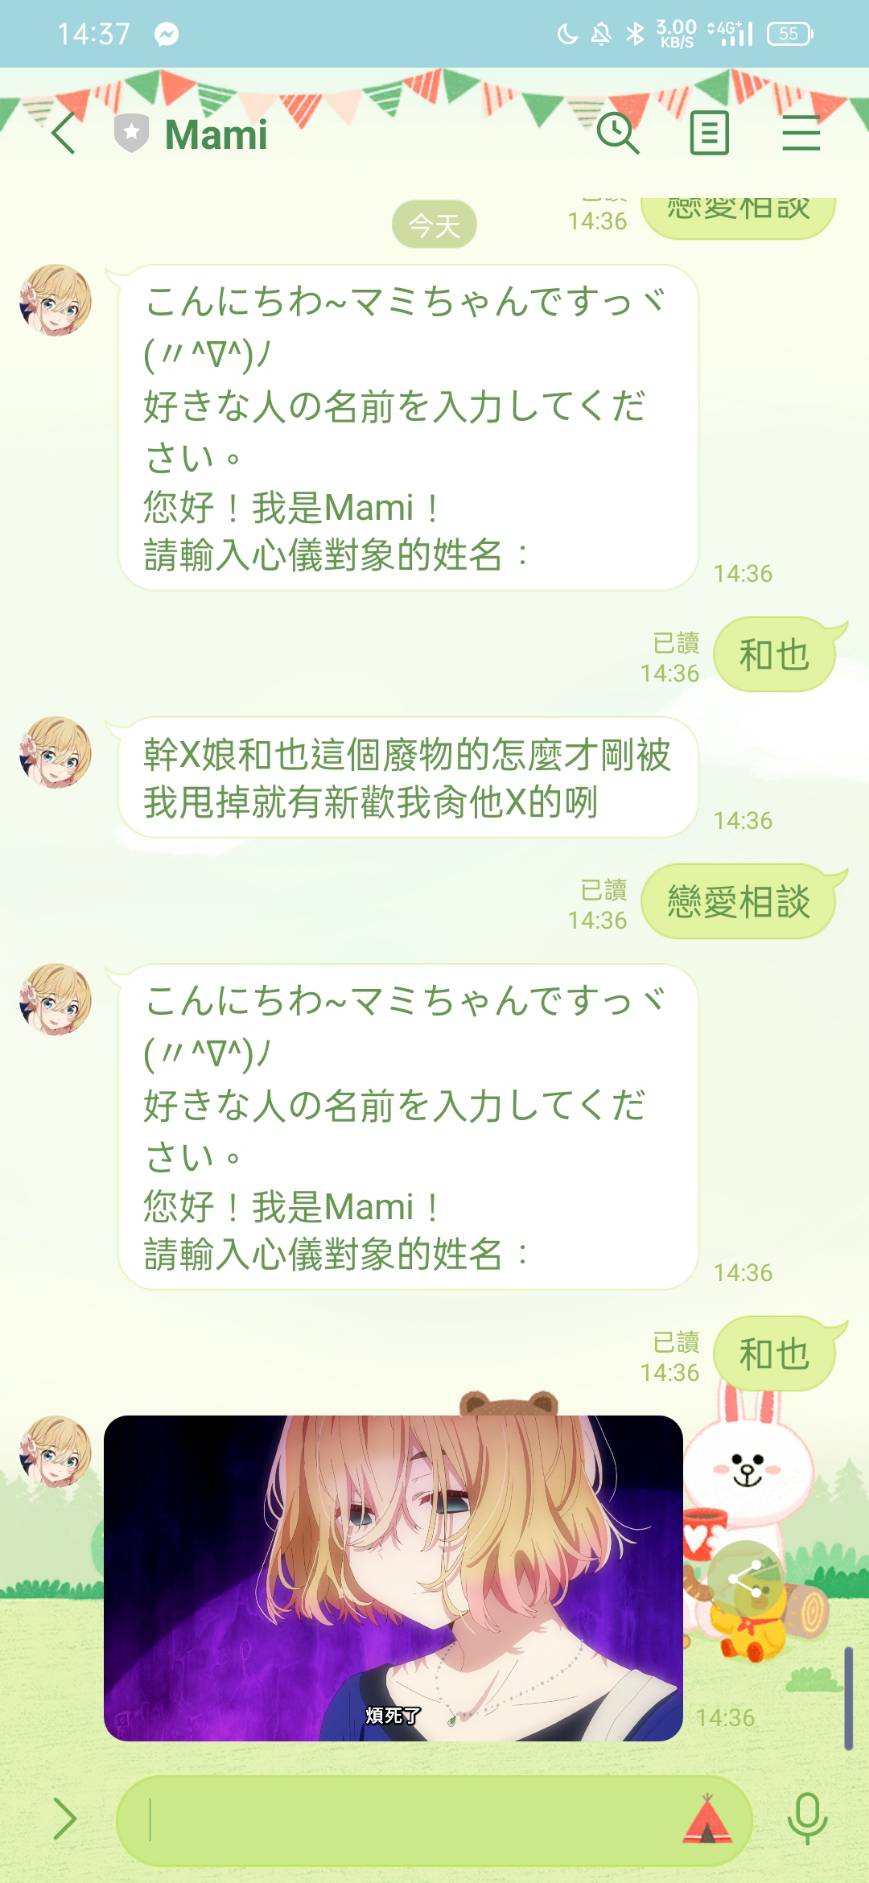 14:37
3.00
KB/S
4G+
55
Mami
今天
已讀
14:36
戀愛相談
こんにちわ~マミちゃんですっヾ
(〃^∇^)ﾉ
好きな人の名前を入力してくだ
さい。
您好！我是Mami！
請輸入心儀對象的姓名：
14:36
已讀
14:36
和也
幹X娘和也這個廢物的怎麼才剛被
我甩掉就有新歡我肏他X的咧
14:36
已讀
14:36
戀愛相談
こんにちわ~マミちゃんですっヾ
(〃^∇^)ﾉ
好きな人の名前を入力してくだ
さい。
您好！我是Mami！
請輸入心儀對象的姓名：
14:36
已讀
14:36
和也
煩死了
14:36